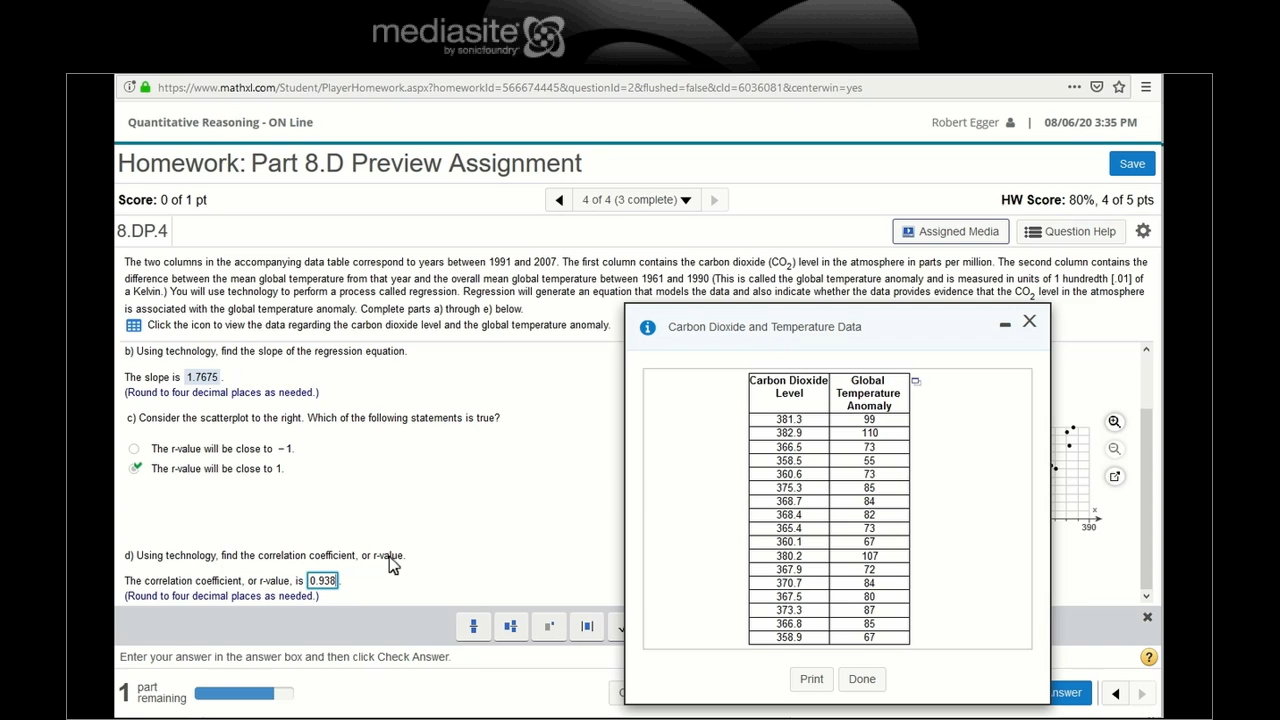 mediasite
by sonicfoundry
https://www.mathxl.com/Student/PlayerHomework.aspx?homeworkId=566674445&questionId=2&flushed=false&cId=6036081&centerwin=yes
Quantitative Reasoning - ON Line
Robert Egger | 08/06/20 3:35 PM
Homework: Part 8.D Preview Assignment
Save
Score: 0 of 1 pt
4 of 4 (3 complete)
HW Score: 80%, 4 of 5 pts
8.DP.4
Assigned Media
Question Help
The two columns in the accompanying data table correspond to years between 1991 and 2007. The first column contains the carbon dioxide (CO2) level in the atmosphere in parts per million. The second column contains the
difference between the mean global temperature from that year and the overall mean global temperature between 1961 and 1990 (This is called the global temperature anomaly and is measured in units of 1 hundredth [.01] of
a Kelvin.) You will use technology to perform a process called regression. Regression will generate an equation that models the data and also indicate whether the data provides evidence that the CO2 level in the atmosphere
is associated with the global temperature anomaly. Complete parts a) through e) below.
Click the icon to view the data regarding the carbon dioxide level and the global temperature anomaly.
b) Using technology, find the slope of the regression equation.
The slope is 1.7675.
(Round to four decimal places as needed.)
c) Consider the scatterplot to the right. Which of the following statements is true?
The r-value will be close to −1.
The r-value will be close to 1.
d) Using technology, find the correlation coefficient, or r-value.
The correlation coefficient, or r-value, is 0.938.
(Round to four decimal places as needed.)
Enter your answer in the answer box and then click Check Answer.
1 part remaining
Carbon Dioxide and Temperature Data
Carbon Dioxide Level Global Temperature Anomaly
381.3 99
382.9 110
366.5 73
358.5 55
360.6 73
375.3 85
368.7 84
368.4 82
365.4 73
360.1 67
380.2 107
367.9 72
370.7 84
367.5 80
373.3 87
366.8 85
358.9 67
Print
Done
x
390
nswer
?